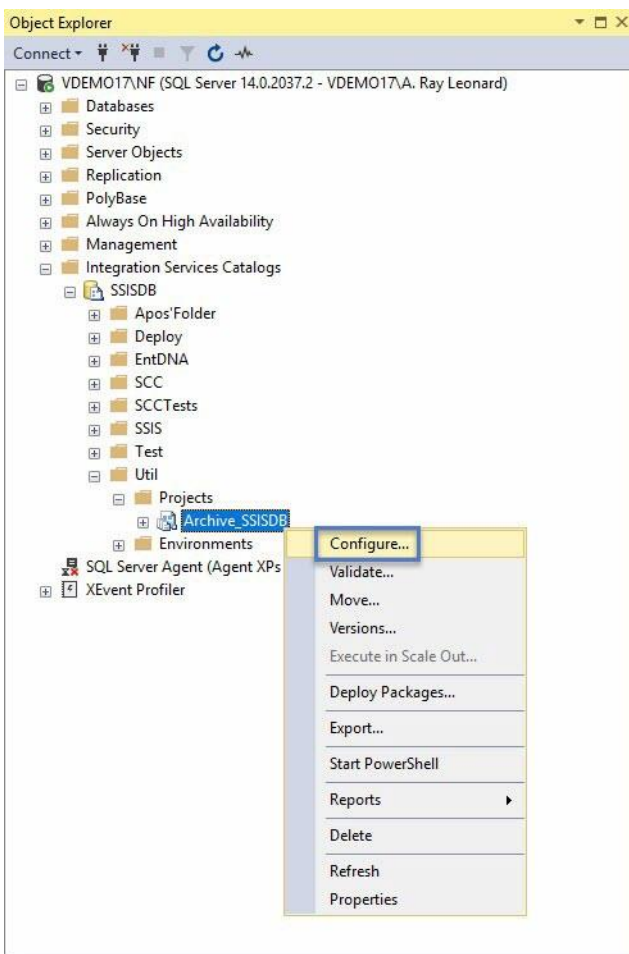 Object Explorer
Connect
VDEMO17\NF (SQL Server 14.0.2037.2 - VDEMO17\A. Ray Leonard)
Databases
Security
Server Objects
Replication
PolyBase
Always On High Availability
Management
Integration Services Catalogs
SSISDB
Apos'Folder
Deploy
EntDNA
SCC
SCCTests
SSIS
Test
Util
Projects
Archive_SSISDB
Environments
SQL Server Agent (Agent XPs
XEvent Profiler
Configure...
Validate...
Move...
Versions...
Execute in Scale Out...
Deploy Packages...
Export...
Start PowerShell
Reports
Delete
Refresh
Properties